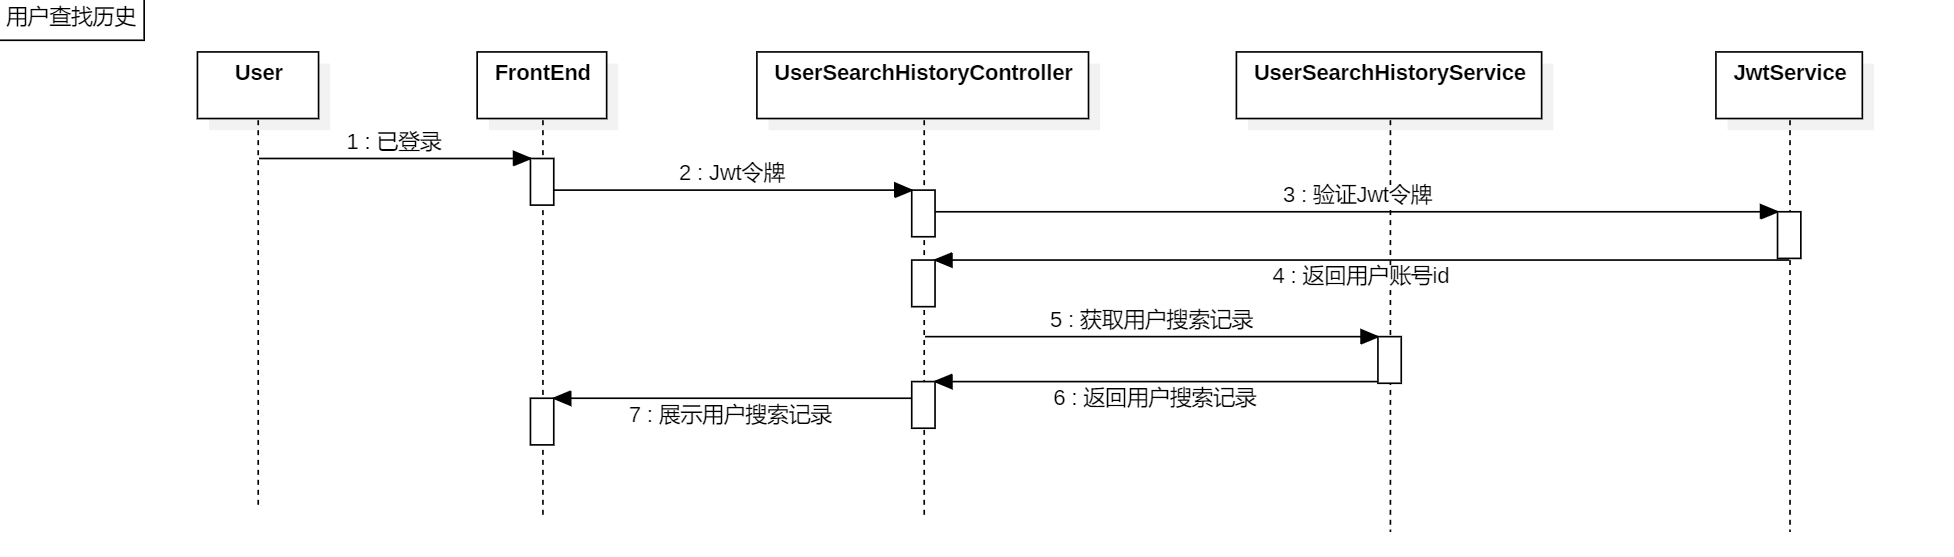 用户查找历史
User
FrontEnd
UserSearchHistoryController
UserSearchHistoryService
JwtService
1 : 已登录
2 : Jwt令牌
3 : 验证Jwt令牌
4 : 返回用户账号id
5 : 获取用户搜索记录
6 : 返回用户搜索记录
7 : 展示用户搜索记录